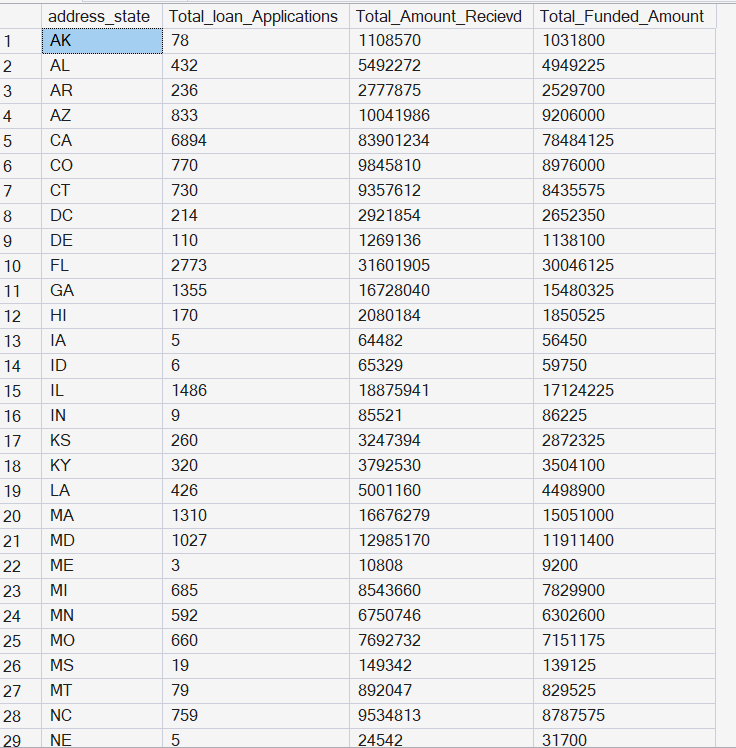 address_state Total_loan_Applications Total_Amount_Recievd Total_Funded_Amount
1 AK 78 1108570 1031800
2 AL 432 5492272 4949225
3 AR 236 2777875 2529700
4 AZ 833 10041986 9206000
5 CA 6894 83901234 78484125
6 CO 770 9845810 8976000
7 CT 730 9357612 8435575
8 DC 214 2921854 2652350
9 DE 110 1269136 1138100
10 FL 2773 31601905 30046125
11 GA 1355 16728040 15480325
12 HI 170 2080184 1850525
13 IA 5 64482 56450
14 ID 6 65329 59750
15 IL 1486 18875941 17124225
16 IN 9 85521 86225
17 KS 260 3247394 2872325
18 KY 320 3792530 3504100
19 LA 426 5001160 4498900
20 MA 1310 16676279 15051000
21 MD 1027 12985170 11911400
22 ME 3 10808 9200
23 MI 685 8543660 7829900
24 MN 592 6750746 6302600
25 MO 660 7692732 7151175
26 MS 19 149342 139125
27 MT 79 892047 829525
28 NC 759 9534813 8787575
29 NE 5 24542 31700